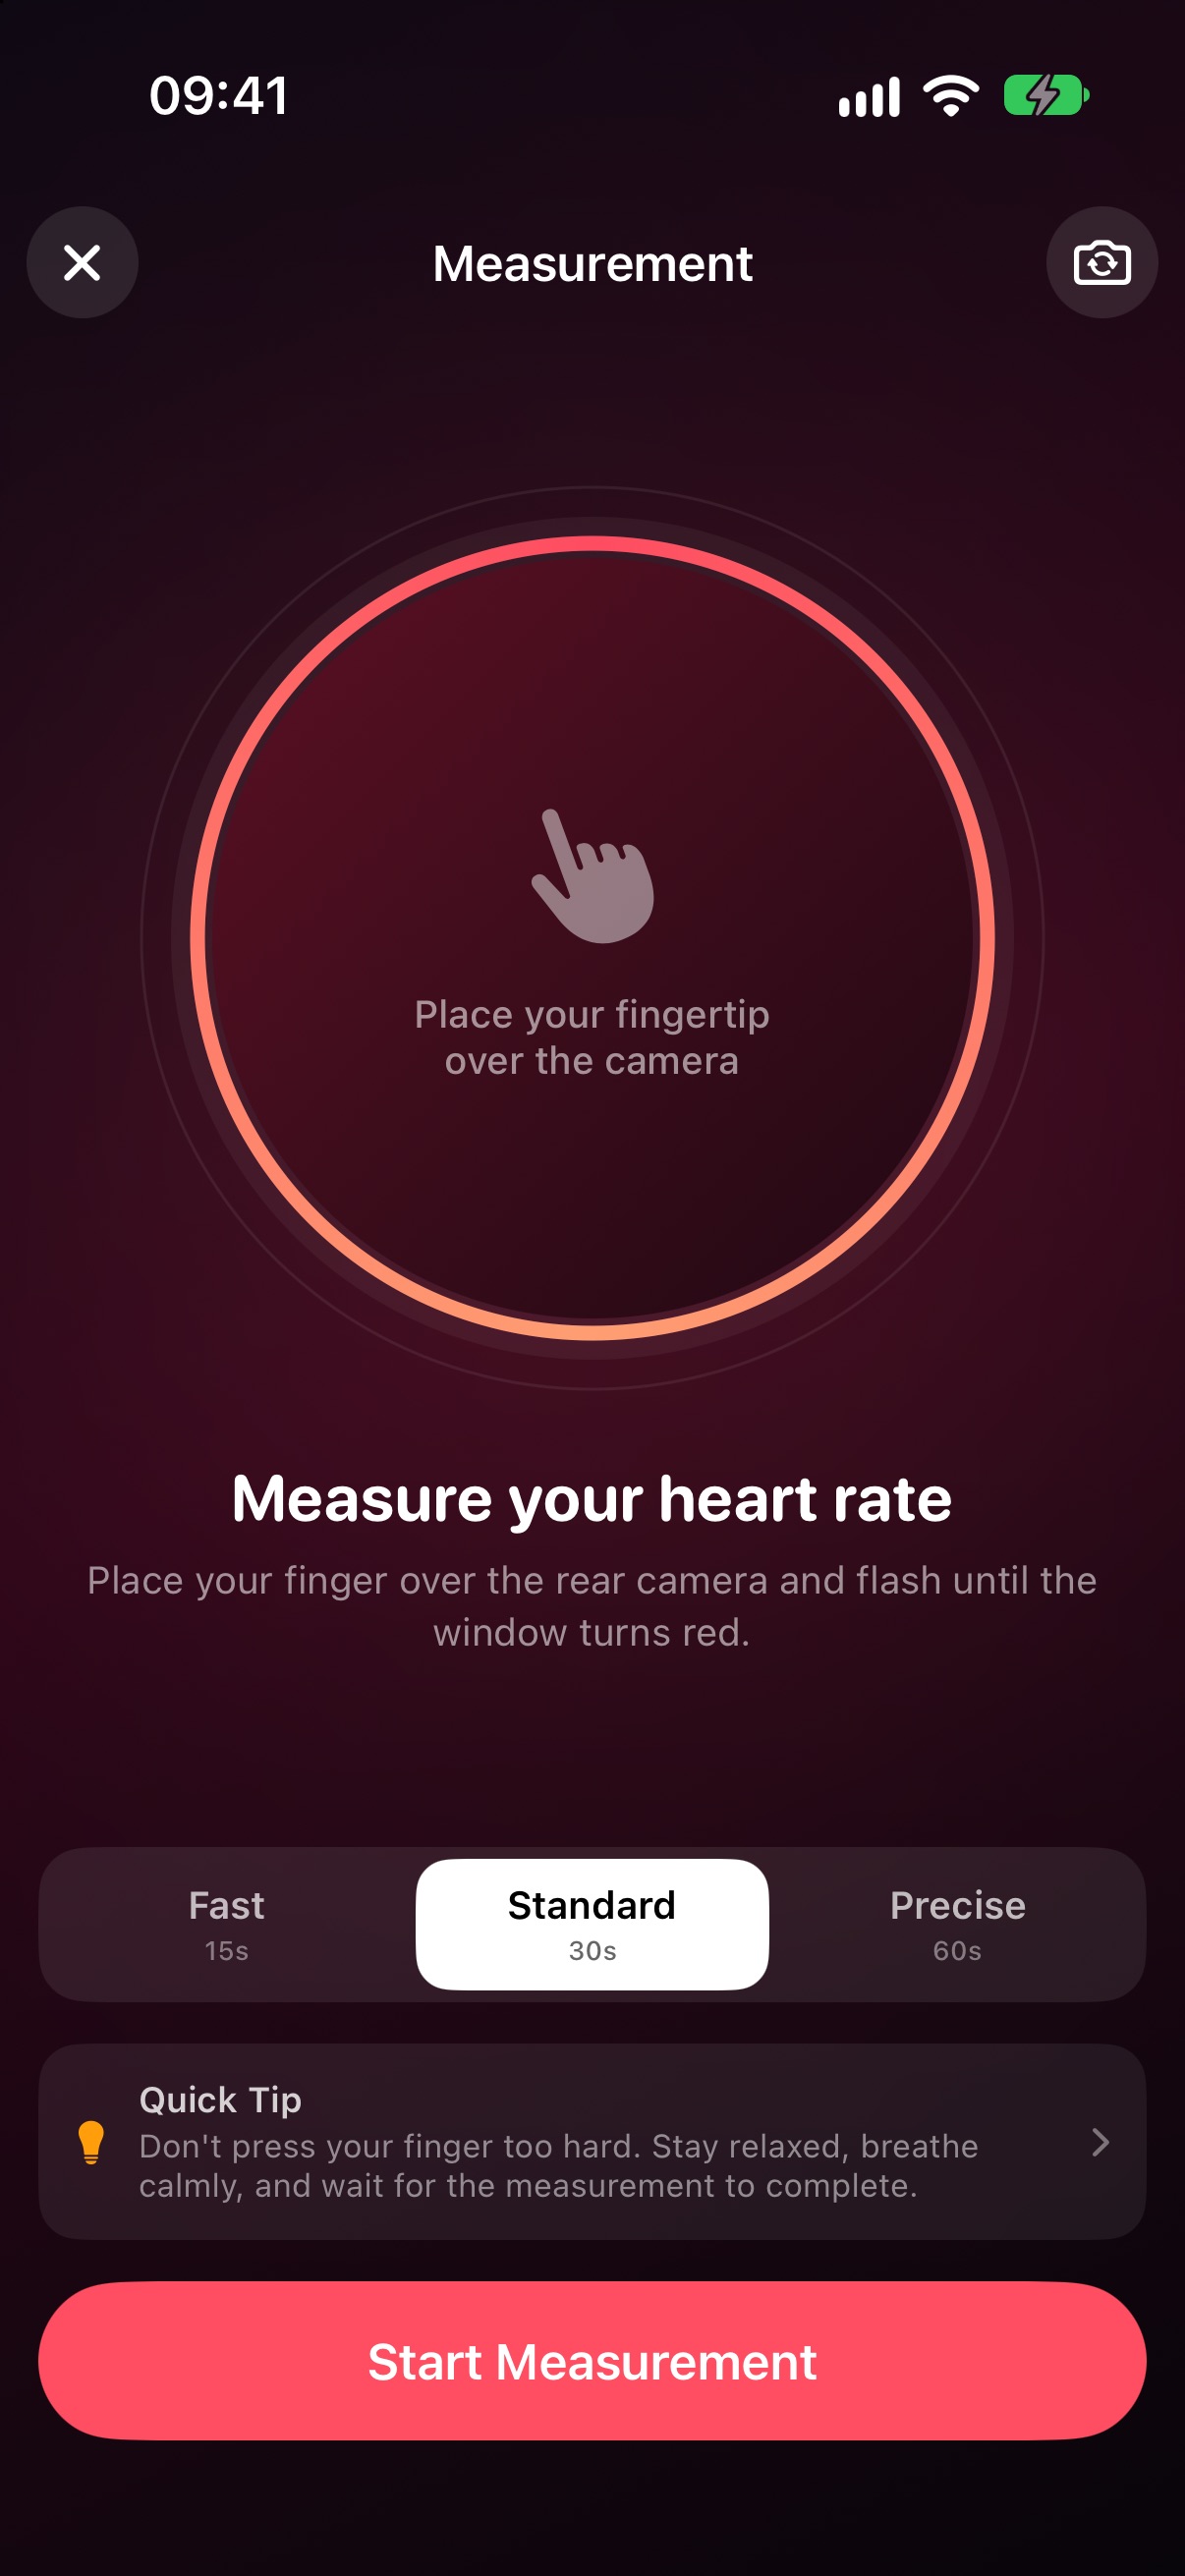 09:41
Measurement
Place your fingertip
over the camera
Measure your heart rate
Place your finger over the rear camera and flash until the
window turns red.
Fast
15s
Standard
30s
Precise
60s
Quick Tip
Don't press your finger too hard. Stay relaxed, breathe
calmly, and wait for the measurement to complete.
Start Measurement